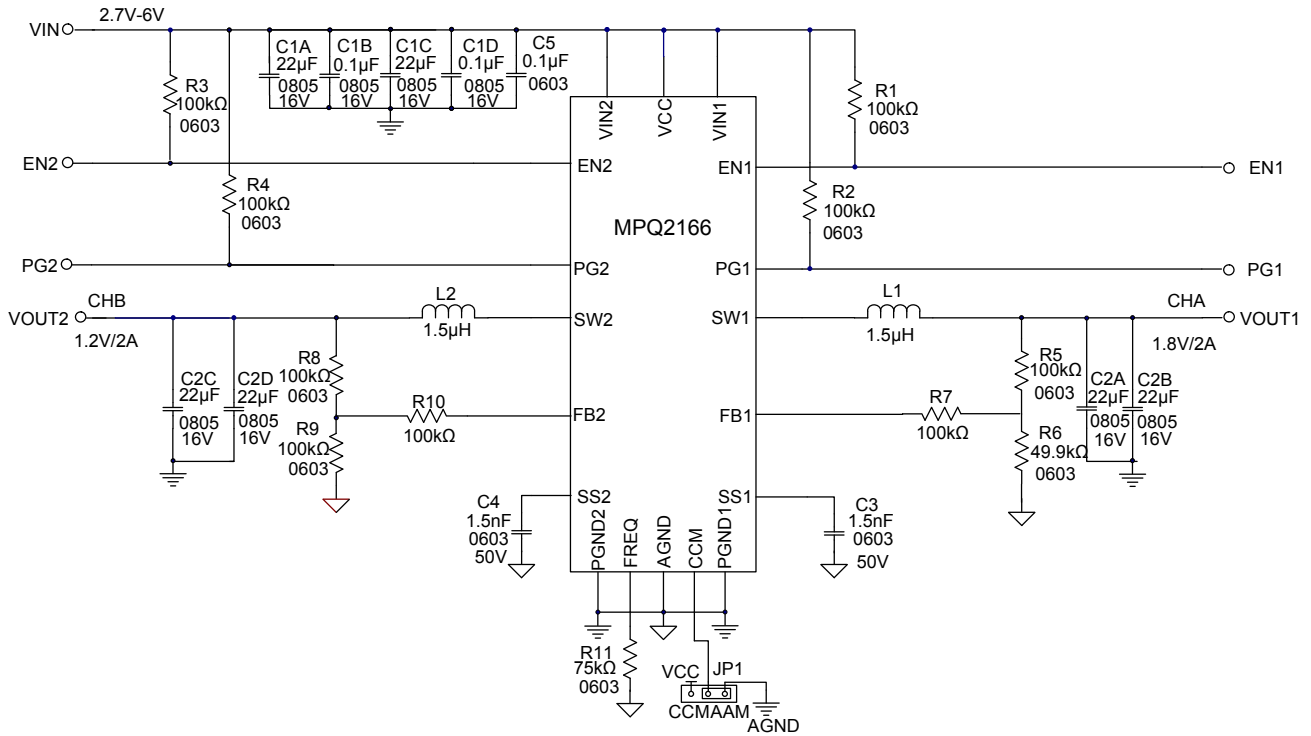 VIN
2.7V-6V
R3
100kΩ
0603
C1A
22µF
0805
16V
C1B
0.1µF
0805
16V
C1C
22µF
0805
16V
C1D
0.1µF
0805
16V
C5
0.1µF
0603
VIN2
VCC
VIN1
R1
100kΩ
0603
EN2
EN2
EN1
EN1
R4
100kΩ
0603
R2
100kΩ
0603
MPQ2166
PG2
PG2
PG1
PG1
VOUT2
CHB
1.2V/2A
L2
1.5µH
SW2
SW1
L1
1.5µH
CHA
VOUT1
1.8V/2A
C2C
22µF
0805
16V
C2D
22µF
0805
16V
R8
100kΩ
0603
R9
100kΩ
0603
R10
100kΩ
FB2
FB1
R7
100kΩ
R5
100kΩ
0603
R6
49.9kΩ
0603
C2A
22µF
0805
16V
C2B
22µF
0805
16V
C4
1.5nF
0603
50V
SS2
SS1
C3
1.5nF
0603
50V
PGND2
FREQ
AGND
CCM
PGND1
R11
75kΩ
0603
VCC
JP1
CCMAAM
AGND